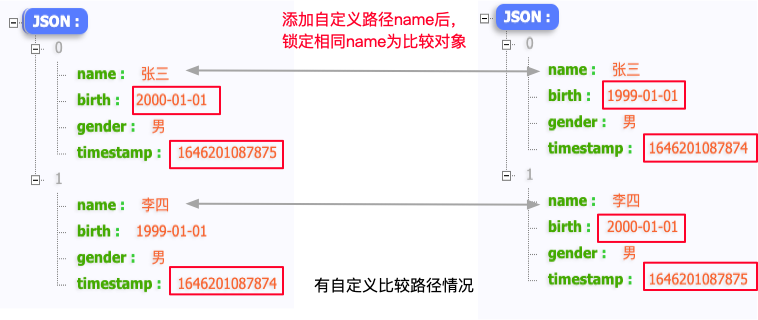 JSON :
0
name : 张三
birth : 2000-01-01
gender : 男
timestamp : 1646201087875
1
name : 李四
birth : 1999-01-01
gender : 男
timestamp : 1646201087874
添加自定义路径name后，
锁定相同name为比较对象
JSON :
0
name : 张三
birth : 1999-01-01
gender : 男
timestamp : 1646201087874
1
name : 李四
birth : 2000-01-01
gender : 男
timestamp : 1646201087875
有自定义比较路径情况